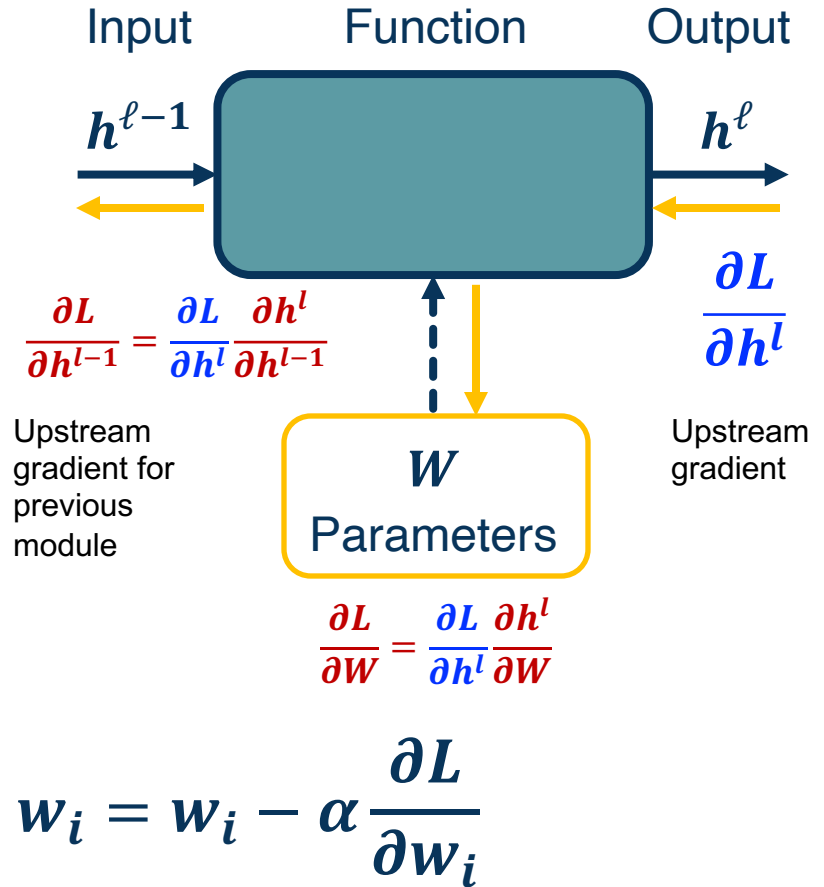 Input Function Output
h^{ℓ−1} h^ℓ
∂L/∂h^{l−1} = ∂L/∂h^l ∂h^l/∂h^{l−1}
∂L/∂h^l
Upstream
gradient for
previous
module
Upstream
gradient
W
Parameters
∂L/∂W = ∂L/∂h^l ∂h^l/∂W
w_i = w_i − α ∂L/∂w_i